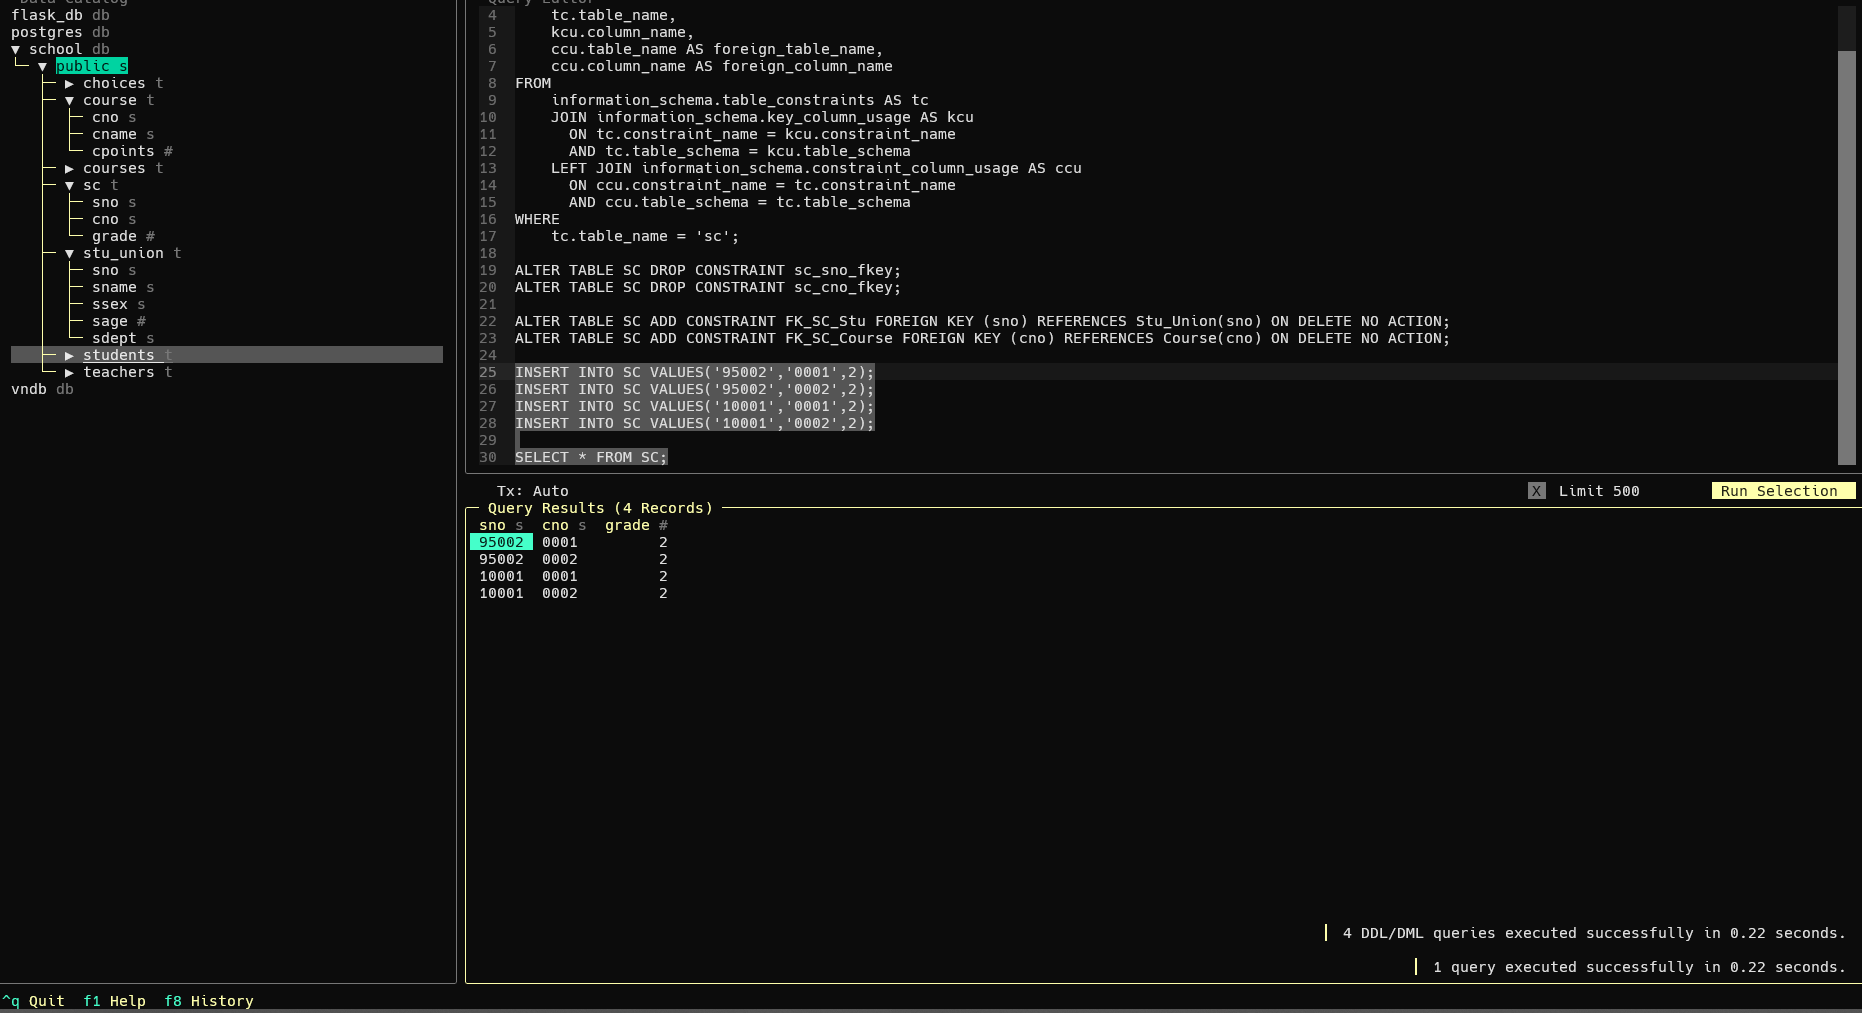 Data Catalog
flask_db db
postgres db
▼ school db
▼ public s
▶ choices t
▼ course t
cno s
cname s
cpoints #
▶ courses t
▼ sc t
sno s
cno s
grade #
▼ stu_union t
sno s
sname s
ssex s
sage #
sdept s
▶ students t
▶ teachers t
vndb db
Query Editor
4 tc.table_name,
5 kcu.column_name,
6 ccu.table_name AS foreign_table_name,
7 ccu.column_name AS foreign_column_name
8 FROM
9 information_schema.table_constraints AS tc
10 JOIN information_schema.key_column_usage AS kcu
11 ON tc.constraint_name = kcu.constraint_name
12 AND tc.table_schema = kcu.table_schema
13 LEFT JOIN information_schema.constraint_column_usage AS ccu
14 ON ccu.constraint_name = tc.constraint_name
15 AND ccu.table_schema = tc.table_schema
16 WHERE
17 tc.table_name = 'sc';
18
19 ALTER TABLE SC DROP CONSTRAINT sc_sno_fkey;
20 ALTER TABLE SC DROP CONSTRAINT sc_cno_fkey;
21
22 ALTER TABLE SC ADD CONSTRAINT FK_SC_Stu FOREIGN KEY (sno) REFERENCES Stu_Union(sno) ON DELETE NO ACTION;
23 ALTER TABLE SC ADD CONSTRAINT FK_SC_Course FOREIGN KEY (cno) REFERENCES Course(cno) ON DELETE NO ACTION;
24
25 INSERT INTO SC VALUES('95002','0001',2);
26 INSERT INTO SC VALUES('95002','0002',2);
27 INSERT INTO SC VALUES('10001','0001',2);
28 INSERT INTO SC VALUES('10001','0002',2);
29
30 SELECT * FROM SC;
Tx: Auto X Limit 500 Run Selection
Query Results (4 Records)
sno s cno s grade #
95002 0001 2
95002 0002 2
10001 0001 2
10001 0002 2
4 DDL/DML queries executed successfully in 0.22 seconds.
1 query executed successfully in 0.22 seconds.
^q Quit f1 Help f8 History